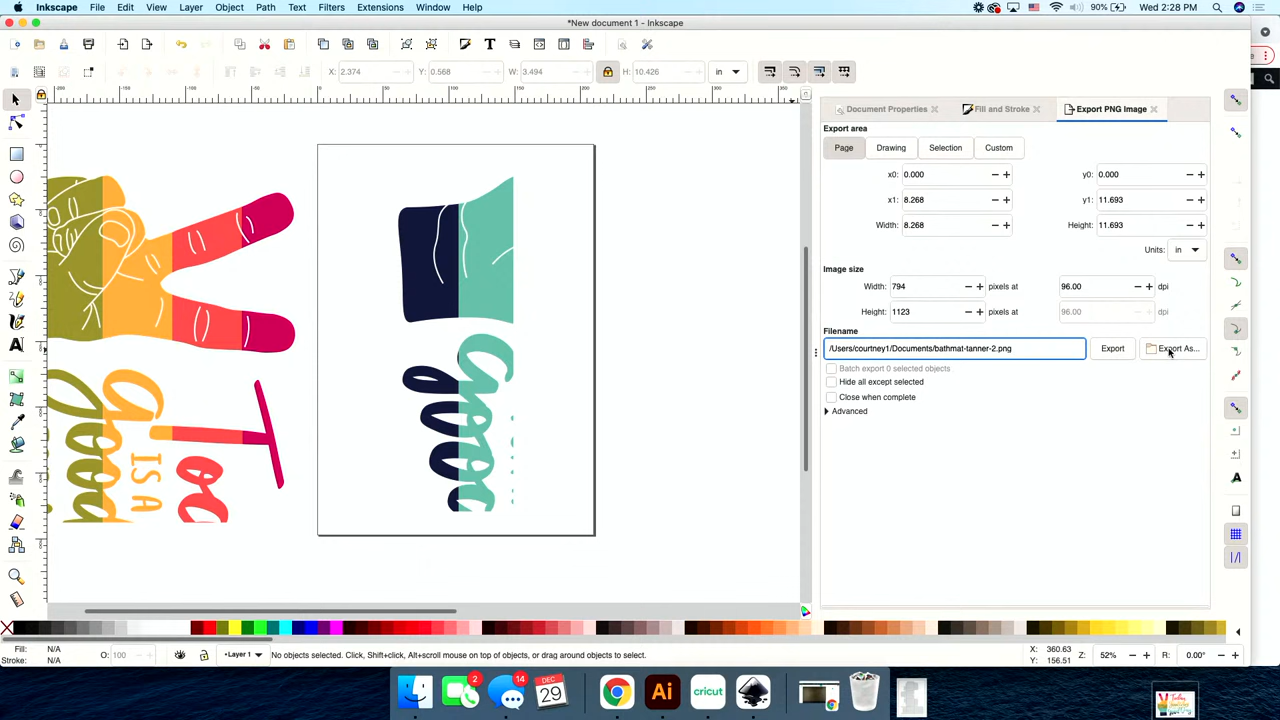 Inkscape File Edit View Layer Object Path Text Filters Extensions Window Help 90% Wed 2:28 PM
*New document 1 - Inkscape
X: 2.374 Y: 0.568 W: 3.494 H: 10.426 in
Document Properties Fill and Stroke Export PNG Image
Export area
Page Drawing Selection Custom
x0: 0.000 y0: 0.000
x1: 8.268 y1: 11.693
Width: 8.268 Height: 11.693
Units: in
Image size
Width: 794 pixels at 96.00 dpi
Height: 1123 pixels at 96.00 dpi
Filename
/Users/courtney1/Documents/bathmat-tanner-2.png Export Export As...
Batch export 0 selected objects
Hide all except selected
Close when complete
Advanced
good
IS A
Fill: N/A
Stroke: N/A
O: 100
Layer 1
No objects selected. Click, Shift+click, Alt+scroll mouse on top of objects, or drag around objects to select.
X: 360.63
Y: 156.51
Z: 52% R: 0.00°
2 14 DEC 29 Ai cricut